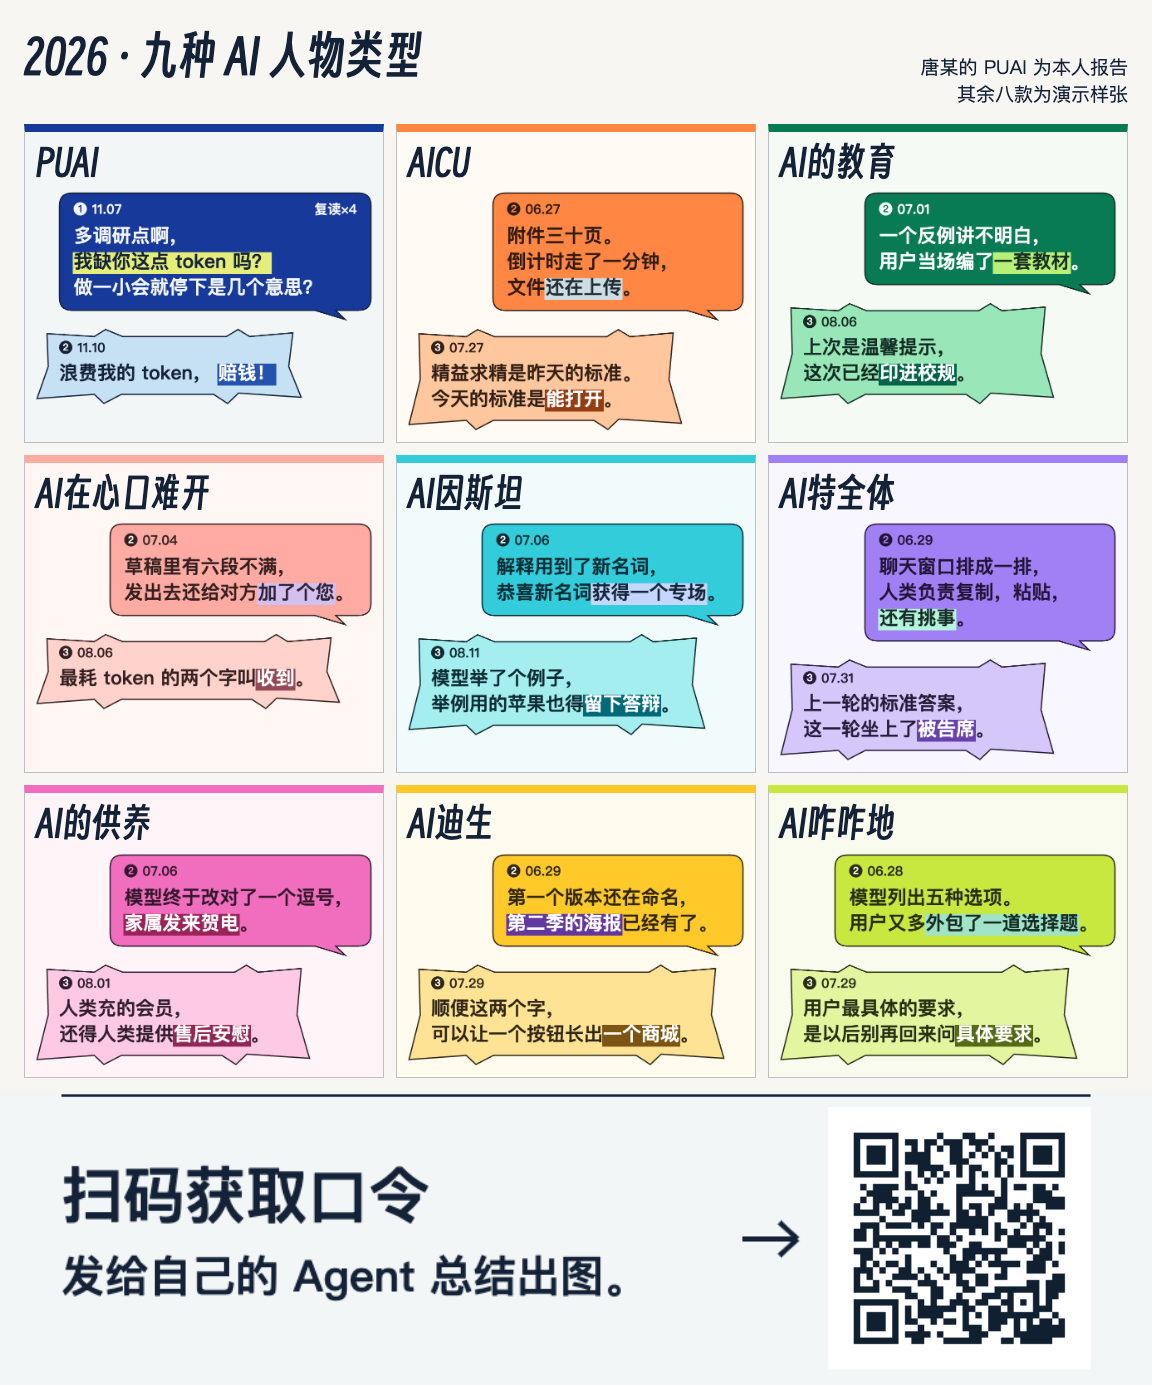 2026 · 九种 AI 人物类型
唐某的 PUAI 为本人报告
其余八款为演示样张
PUAI
1 11.07 复读×4
多调研点啊，
我缺你这点 token 吗？
做一小会就停下是几个意思？
2 11.10
浪费我的 token， 赔钱！
AICU
2 06.27
附件三十页。
倒计时走了一分钟，
文件还在上传。
3 07.27
精益求精是昨天的标准。
今天的标准是能打开。
AI的教育
2 07.01
一个反例讲不明白，
用户当场编了一套教材。
3 08.06
上次是温馨提示，
这次已经印进校规。
AI在心口难开
2 07.04
草稿里有六段不满，
发出去还给对方加了个您。
3 08.06
最耗 token 的两个字叫收到。
AI因斯坦
2 07.06
解释用到了新名词，
恭喜新名词获得一个专场。
3 08.11
模型举了个例子，
举例用的苹果也得留下答辩。
AI特全体
2 06.29
聊天窗口排成一排，
人类负责复制，粘贴，
还有挑事。
3 07.31
上一轮的标准答案，
这一轮坐上了被告席。
AI的供养
2 07.06
模型终于改对了一个逗号，
家属发来贺电。
3 08.01
人类充的会员，
还得人类提供售后安慰。
AI迪生
2 06.29
第一个版本还在命名，
第二季的海报已经有了。
3 07.29
顺便这两个字，
可以让一个按钮长出一个商城。
AI咋咋地
2 06.28
模型列出五种选项。
用户又多外包了一道选择题。
3 07.29
用户最具体的要求，
是以后别再回来问具体要求。
扫码获取口令
发给自己的 Agent 总结出图。
→